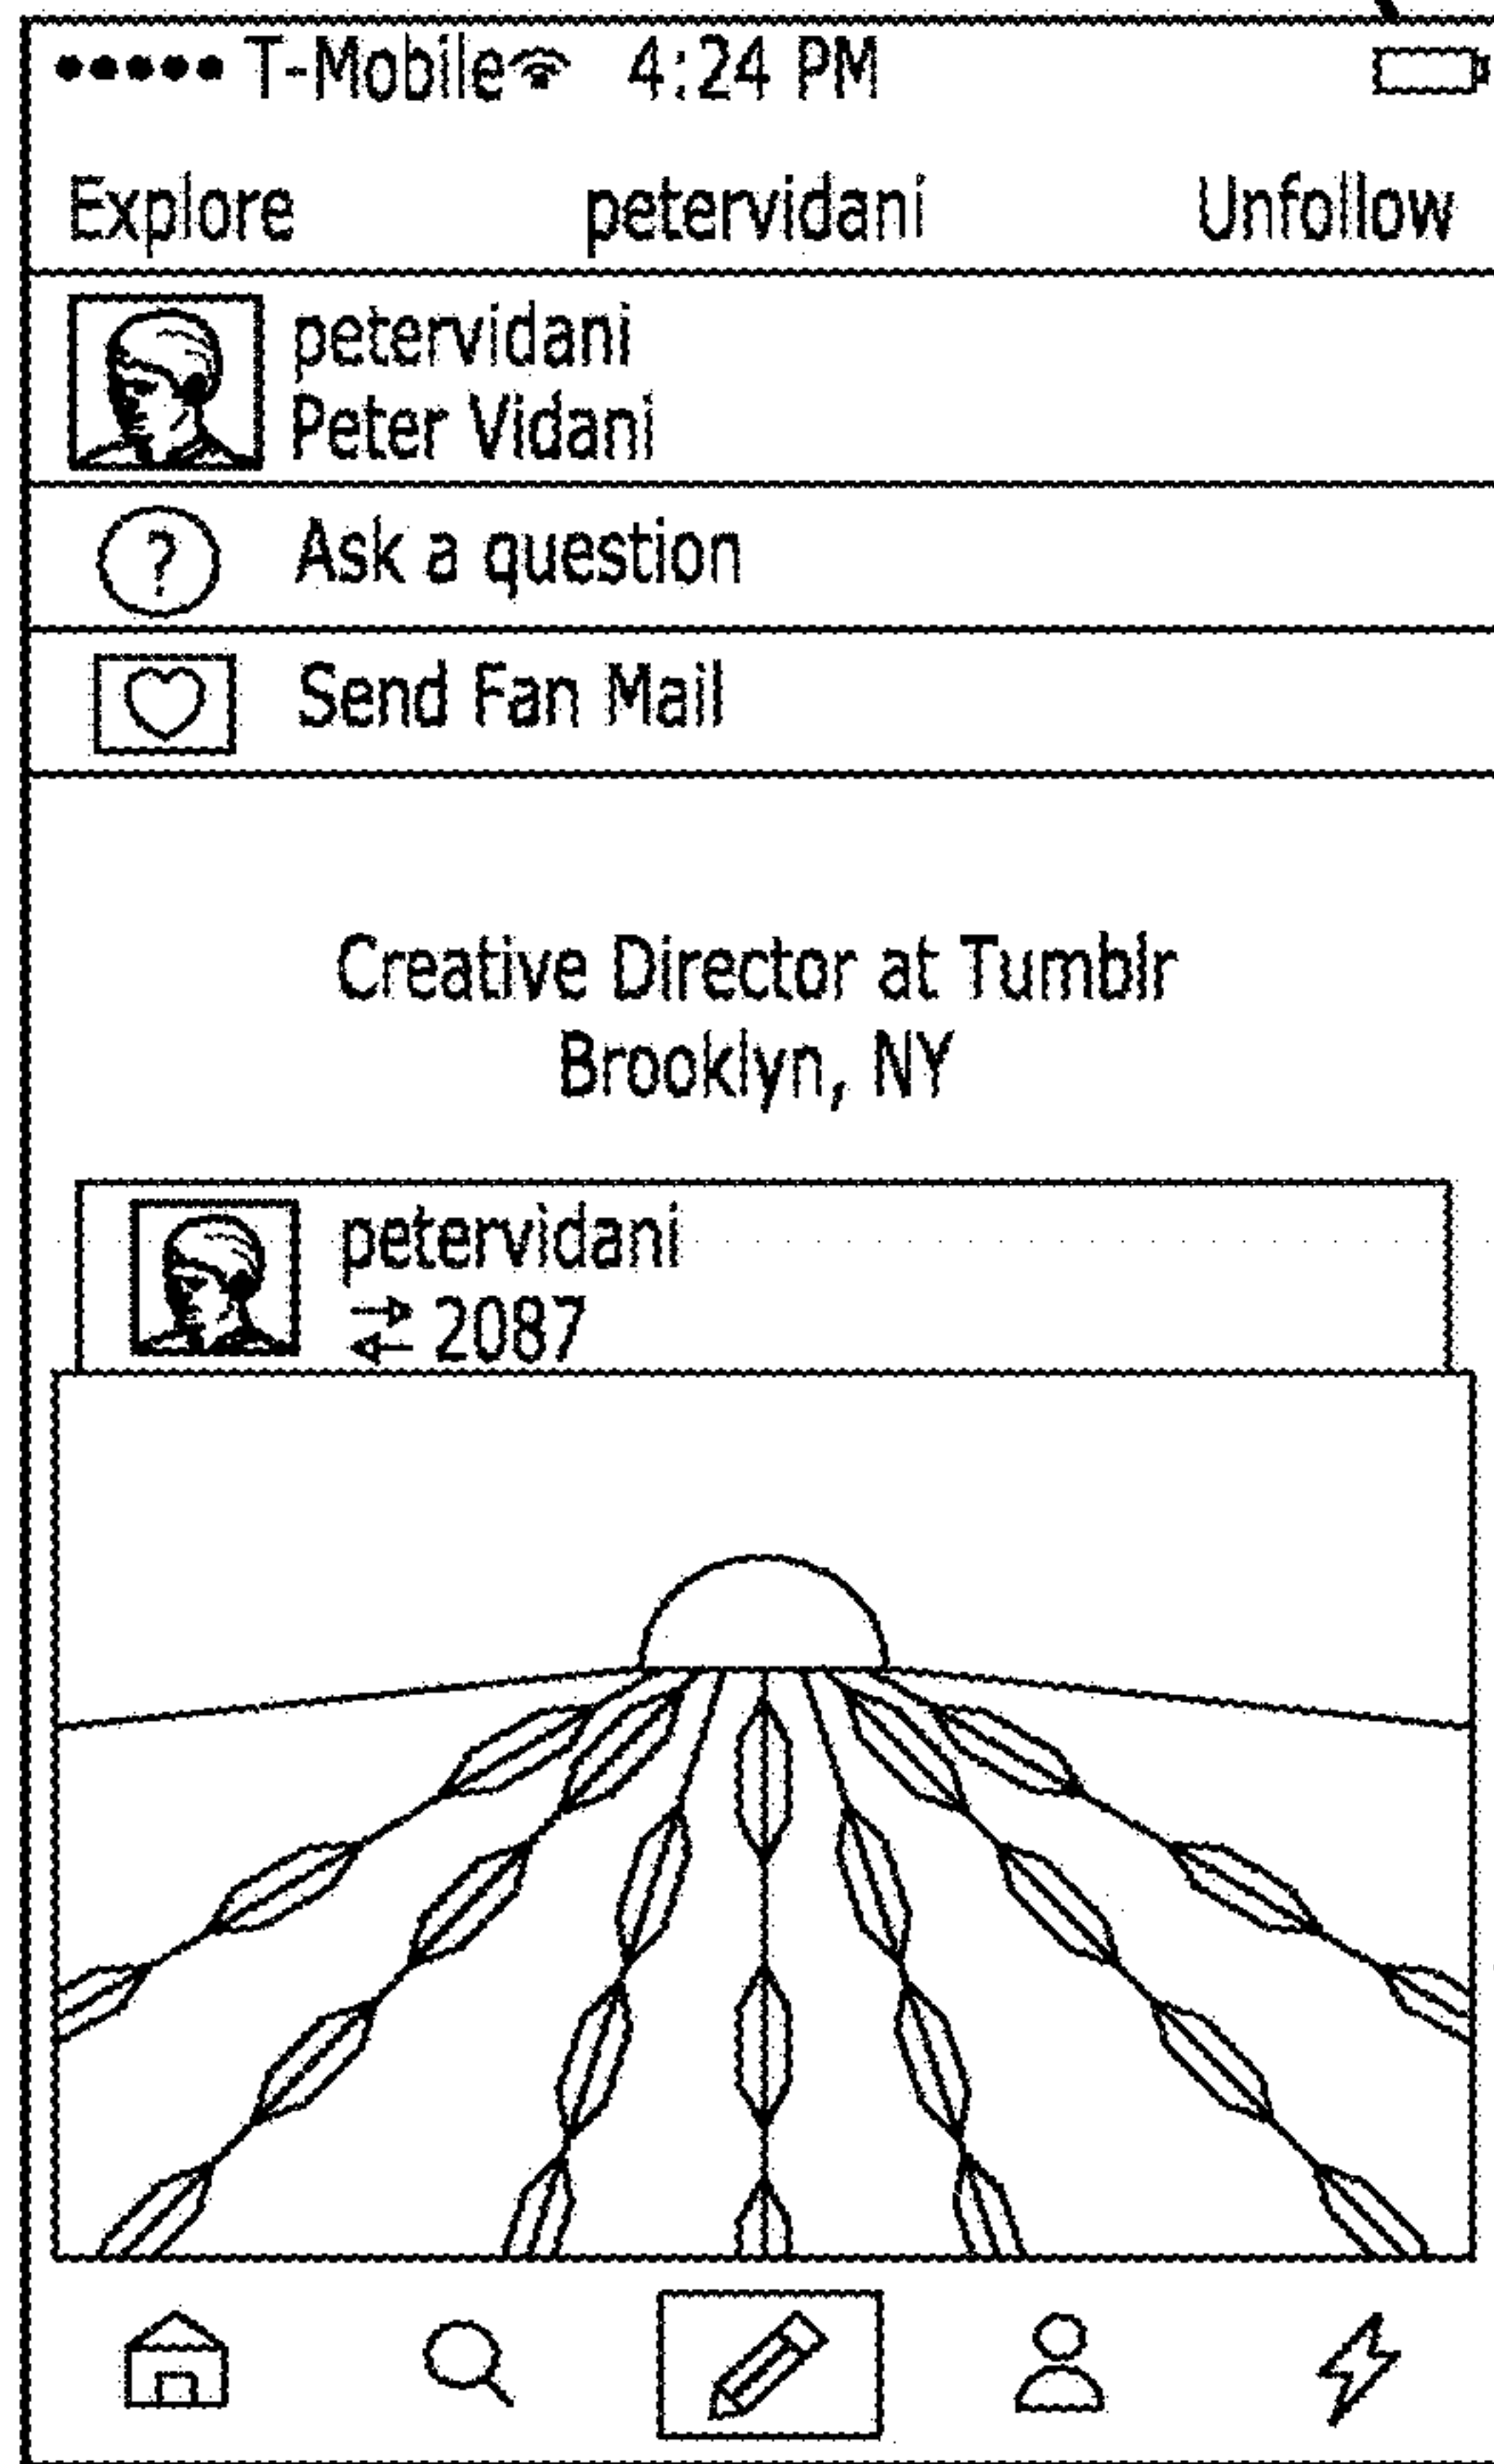 ●●●●● T-Mobile 4:24 PM
Explore petervidani Unfollow
petervidani
Peter Vidani
? Ask a question
Send Fan Mail
Creative Director at Tumblr
Brooklyn, NY
petervidani
2087